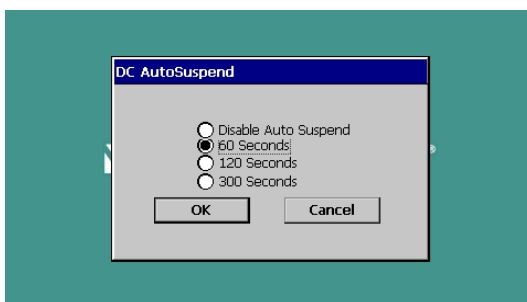 DC AutoSuspend
Disable Auto Suspend
60 Seconds
120 Seconds
300 Seconds
OK
Cancel
®